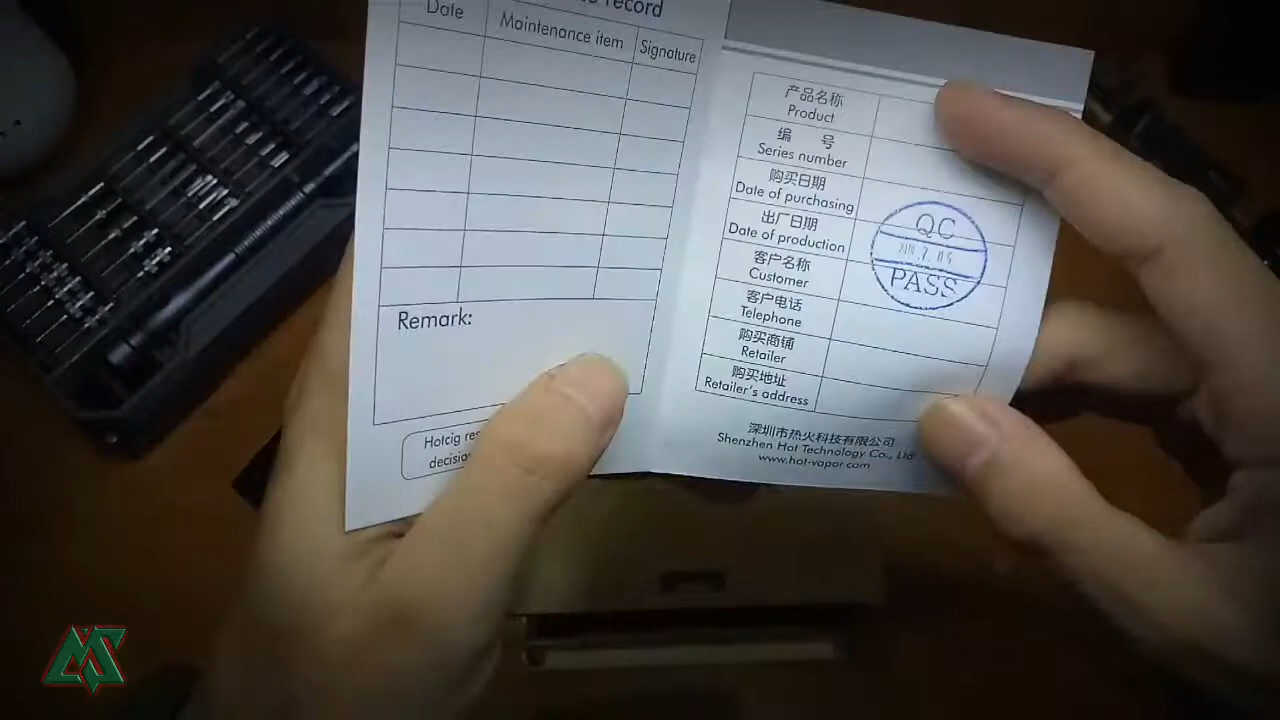 record
Date
Maintenance item
Signature
Remark:
Hotcig
decision
产品名称
Product
编 号
Series number
购买日期
Date of purchasing
出厂日期
Date of production
客户名称
Customer
客户电话
Telephone
购买商铺
Retailer
购买地址
Retailer's address
QC
PASS
深圳市热火科技有限公司
Shenzhen Hot Technology Co., Ltd
www.hot-vapor.com
MS